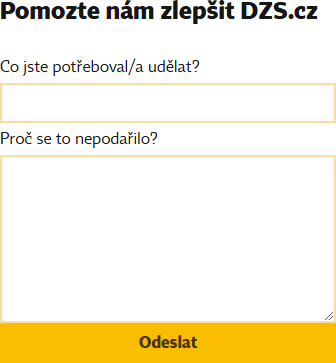 Pomozte nám zlepšit DZS.cz
Co jste potřeboval/a udělat?
Proč se to nepodařilo?
Odeslat